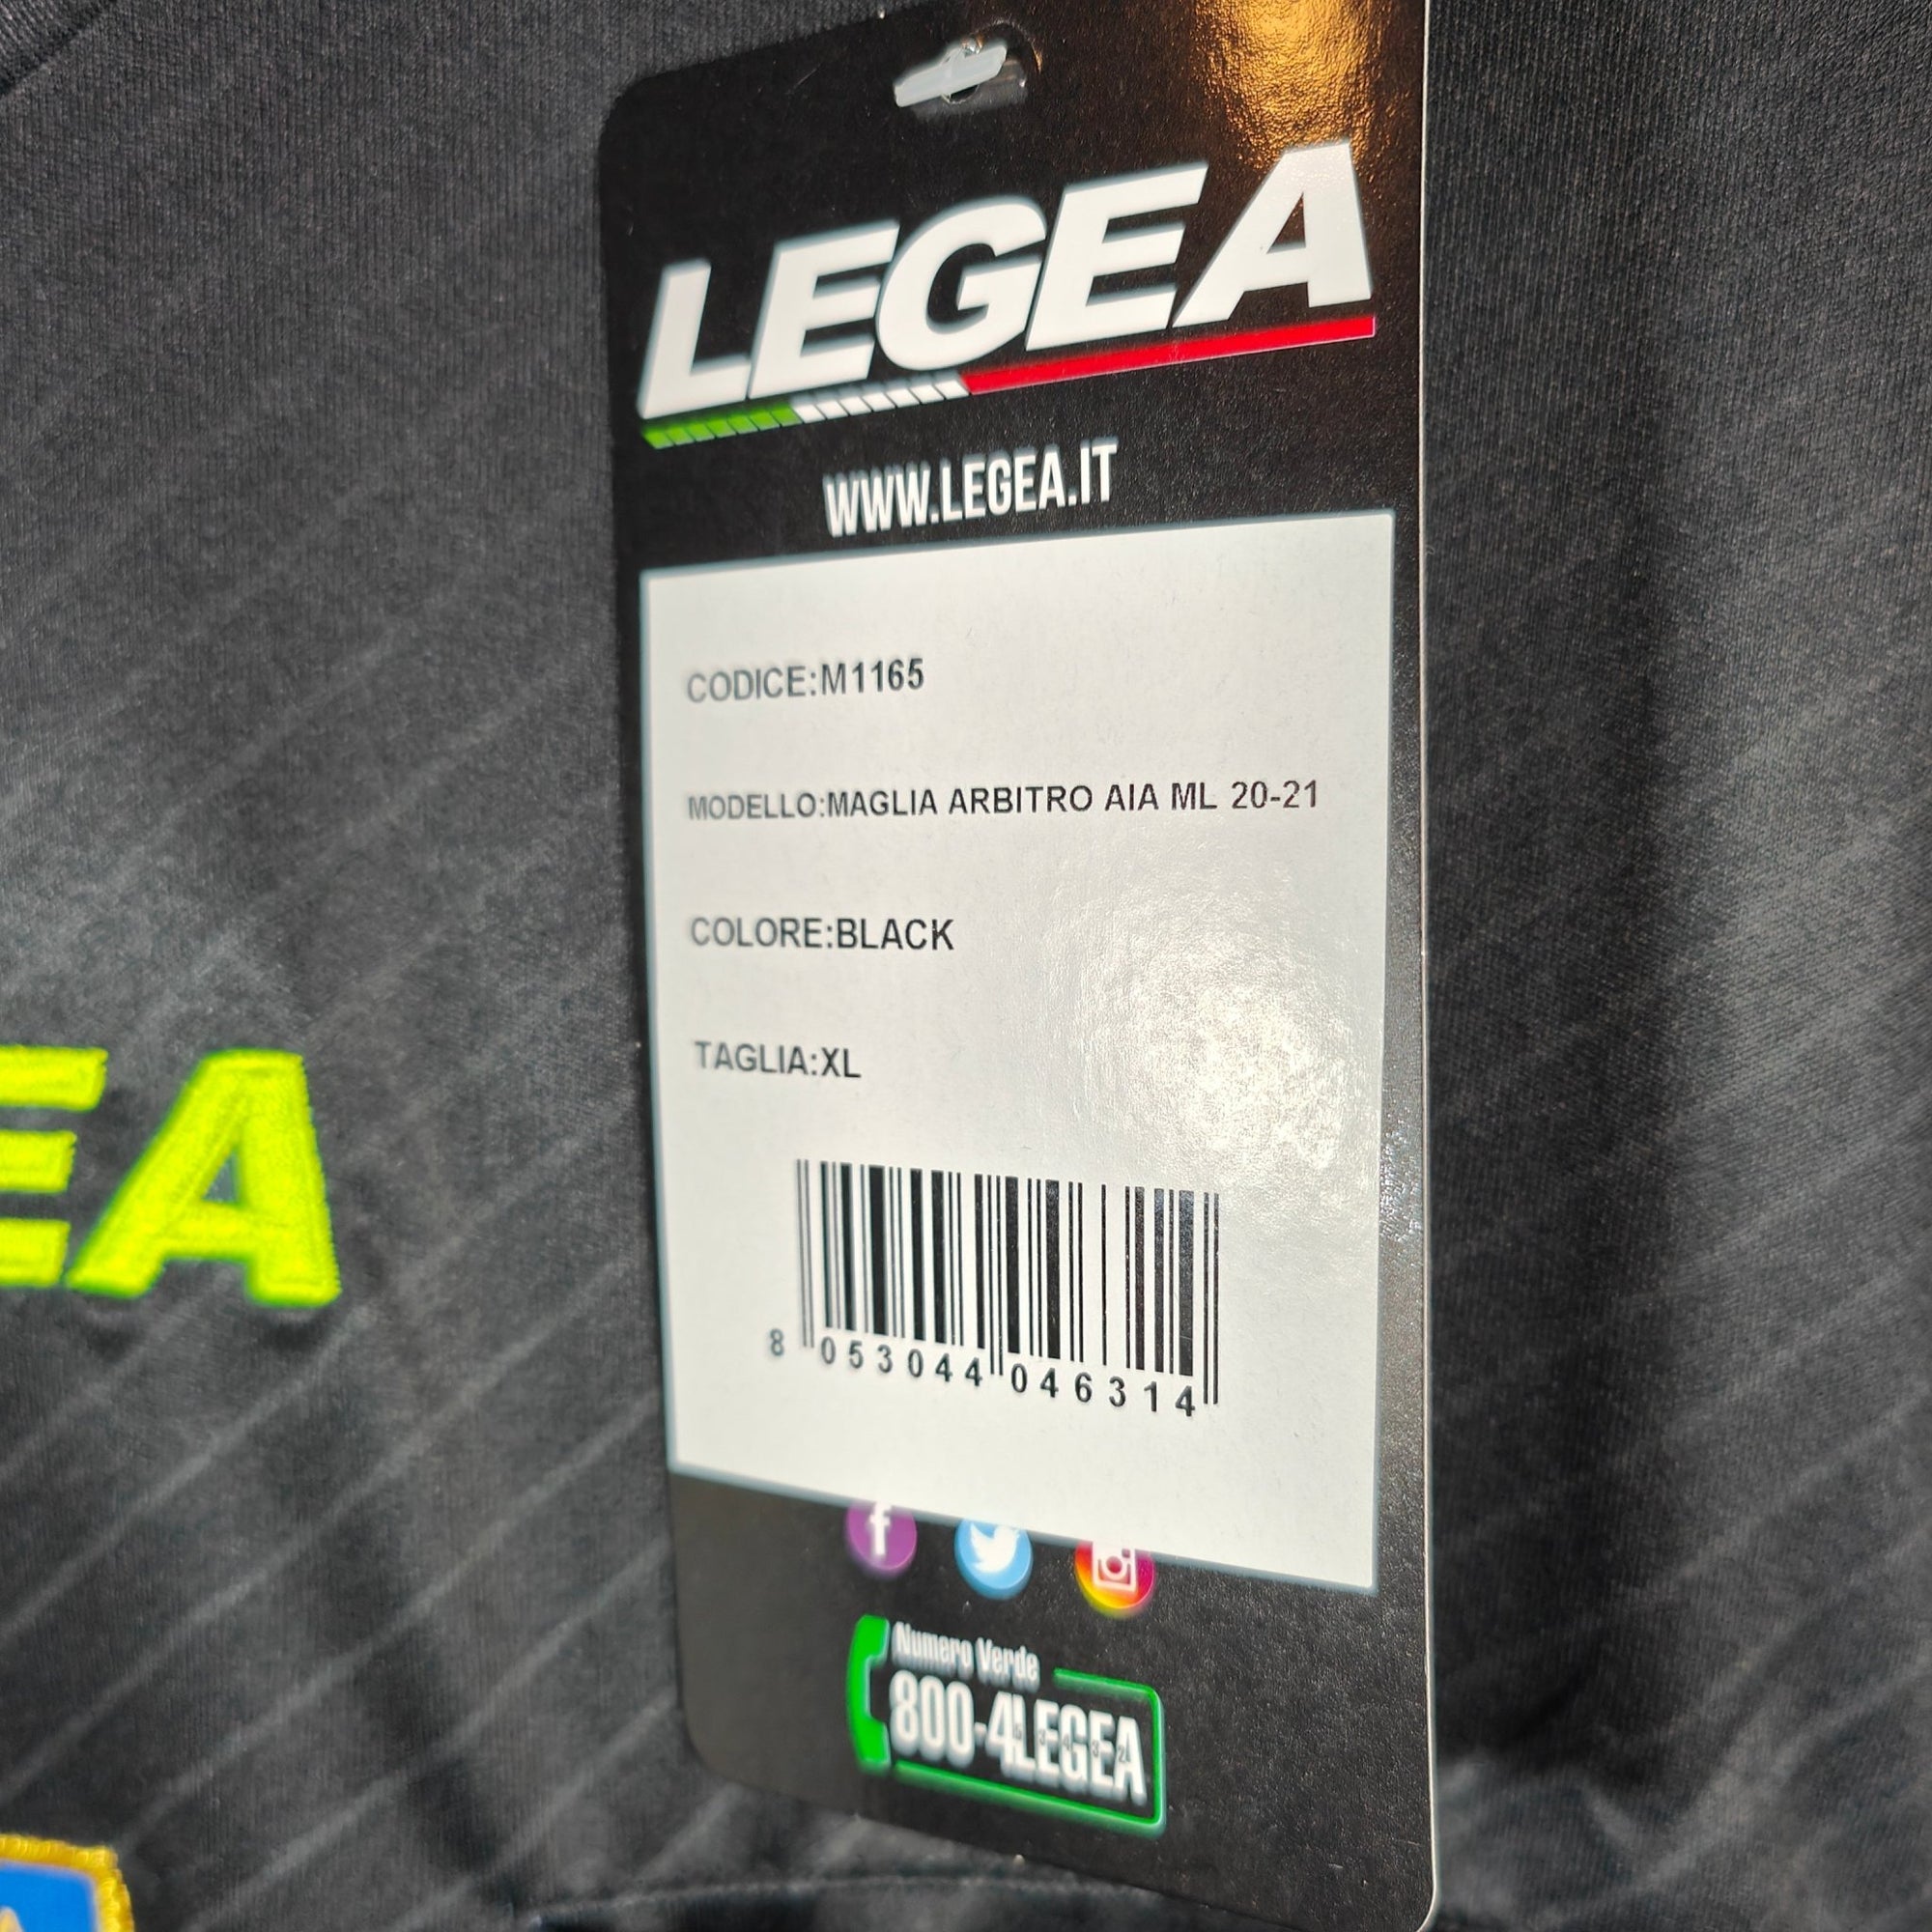 LEGEA
WWW.LEGEA.IT
CODICE:M1165
MODELLO:MAGLIA ARBITRO AIA ML 20-21
COLORE:BLACK
TAGLIA:XL
EA
8 053044 046314
Numero Verde
800-4LEGEA